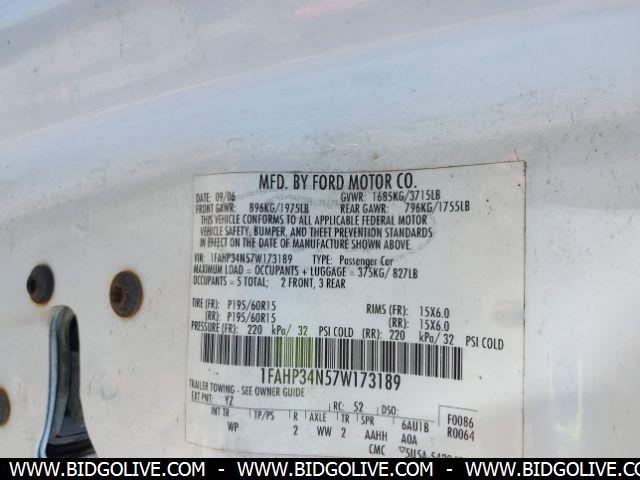 MFD. BY FORD MOTOR CO.
DATE: 09/06 GVWR: 1685KG/3715LB
FRONT GAWR: 896KG/1975LB REAR GAWR: 796KG/1755LB
THIS VEHICLE CONFORMS TO ALL APPLICABLE FEDERAL MOTOR
VEHICLE SAFETY, BUMPER, AND THEFT PREVENTION STANDARDS
IN EFFECT ON THE DATE OF MANUFACTURE SHOWN ABOVE.
VIN: 1FAHP34N57W173189 TYPE: Passenger Car
MAXIMUM LOAD = OCCUPANTS + LUGGAGE = 375KG/ 827LB
OCCUPANTS = 5 TOTAL; 2 FRONT, 3 REAR
TIRE (FR): P195/60R15 RIMS (FR): 15X6.0
(RR): P195/60R15 (RR): 15X6.0
PRESSURE (FR): 220 kPa/ 32 PSI COLD (RR): 220 kPa/ 32 PSI COLD
1FAHP34N57W173189
TRAILER TOWING - SEE OWNER GUIDE
EXT PNT: YZ RC: 52 DSO: F0086
INT TR TP/PS R AXLE TR SPR 6AU1B R0064
WP 2 WW 2 AAHH A0A
CMC
WWW.BIDGOLIVE.COM - WWW.BIDGOLIVE.COM - WWW.BIDGOLIVE.COM - WWW.BIDGOLIVE.COM